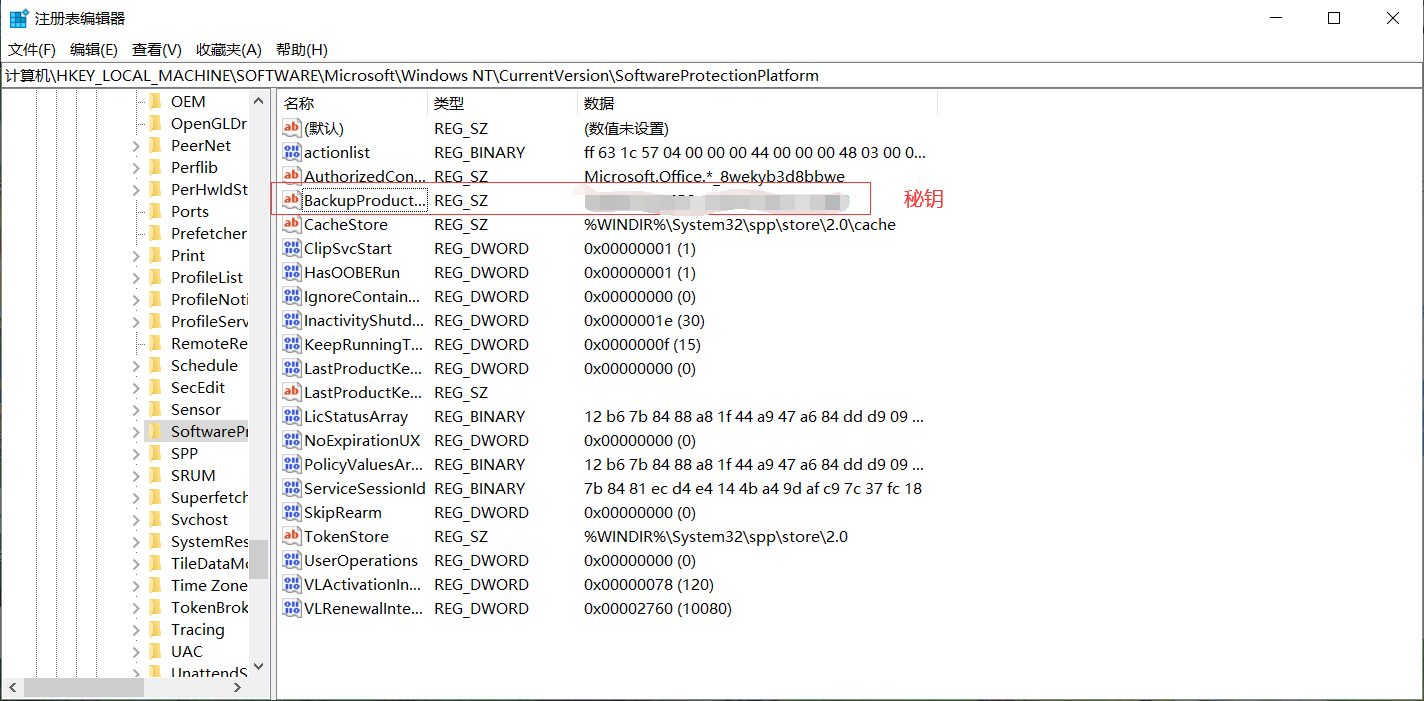 注册表编辑器
文件(F) 编辑(E) 查看(V) 收藏夹(A) 帮助(H)
计算机\HKEY_LOCAL_MACHINE\SOFTWARE\Microsoft\Windows NT\CurrentVersion\SoftwareProtectionPlatform
OEM
OpenGLDr
PeerNet
Perflib
PerHwIdSt
Ports
Prefetcher
Print
ProfileList
ProfileNoti
ProfileServ
RemoteRe
Schedule
SecEdit
Sensor
SoftwarePr
SPP
SRUM
Superfetch
Svchost
SystemRes
TileDataMo
Time Zone
TokenBrok
Tracing
UAC
UnattendS
名称 类型 数据
(默认) REG_SZ (数值未设置)
actionlist REG_BINARY ff 63 1c 57 04 00 00 00 44 00 00 00 48 03 00 0...
AuthorizedCon... REG_SZ Microsoft.Office.*_8wekyb3d8bbwe
BackupProduct... REG_SZ 秘钥
CacheStore REG_SZ %WINDIR%\System32\spp\store\2.0\cache
ClipSvcStart REG_DWORD 0x00000001 (1)
HasOOBERun REG_DWORD 0x00000001 (1)
IgnoreContain... REG_DWORD 0x00000000 (0)
InactivityShutd... REG_DWORD 0x0000001e (30)
KeepRunningT... REG_DWORD 0x0000000f (15)
LastProductKe... REG_DWORD 0x00000000 (0)
LastProductKe... REG_SZ
LicStatusArray REG_BINARY 12 b6 7b 84 88 a8 1f 44 a9 47 a6 84 dd d9 09 ...
NoExpirationUX REG_DWORD 0x00000000 (0)
PolicyValuesAr... REG_BINARY 12 b6 7b 84 88 a8 1f 44 a9 47 a6 84 dd d9 09 ...
ServiceSessionId REG_BINARY 7b 84 81 ec d4 e4 14 4b a4 9d af c9 7c 37 fc 18
SkipRearm REG_DWORD 0x00000000 (0)
TokenStore REG_SZ %WINDIR%\System32\spp\store\2.0
UserOperations REG_DWORD 0x00000000 (0)
VLActivationIn... REG_DWORD 0x00000078 (120)
VLRenewalInte... REG_DWORD 0x00002760 (10080)